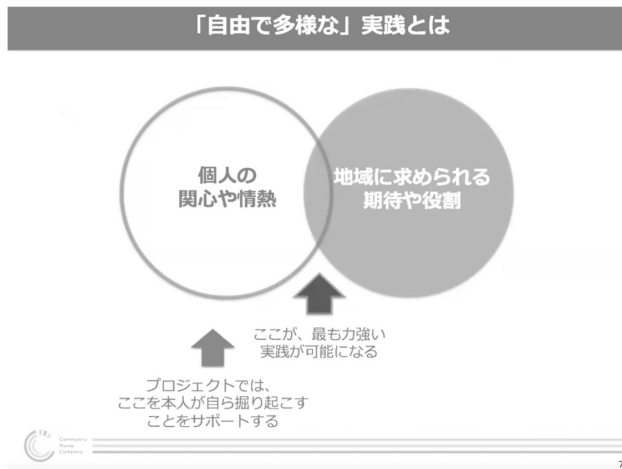 「自由で多様な」実践とは
個人の
関心や情熱
地域に求められる
期待や役割
ここが、最も力強い
実践が可能になる
プロジェクトでは、
ここを本人が自ら掘り起こす
ことをサポートする
Community
Nurse
Company
7